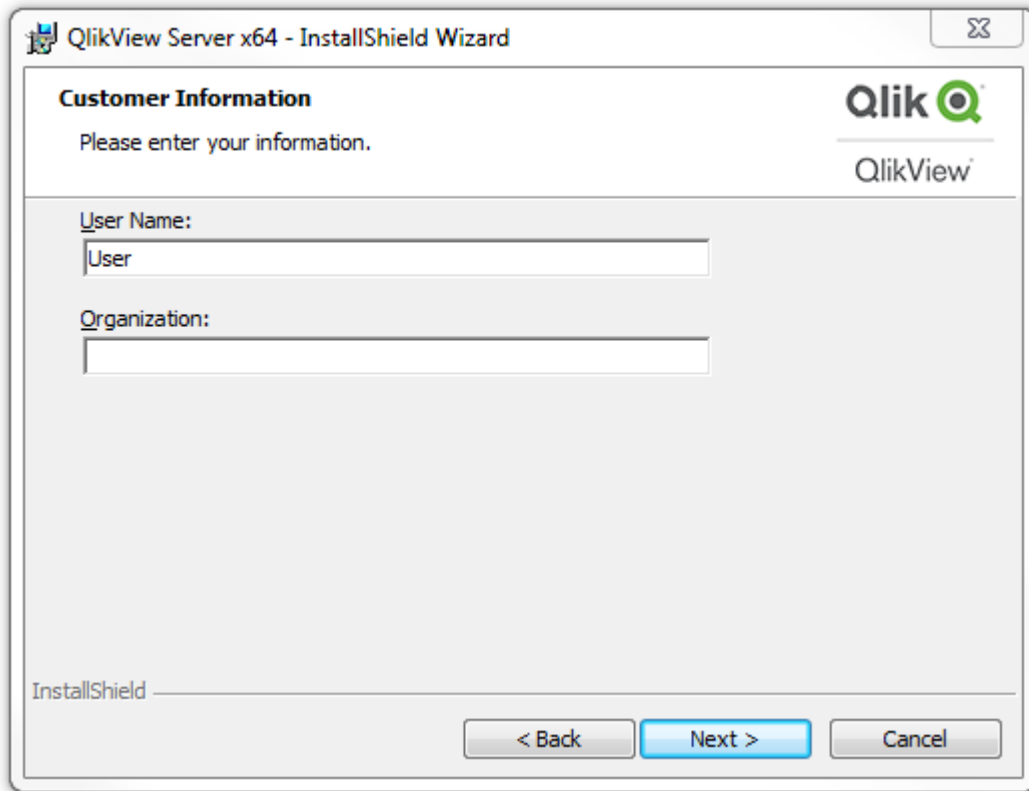 QlikView Server x64 - InstallShield Wizard
Customer Information
Please enter your information.
Qlik
QlikView
User Name:
User
Organization:
InstallShield
< Back
Next >
Cancel